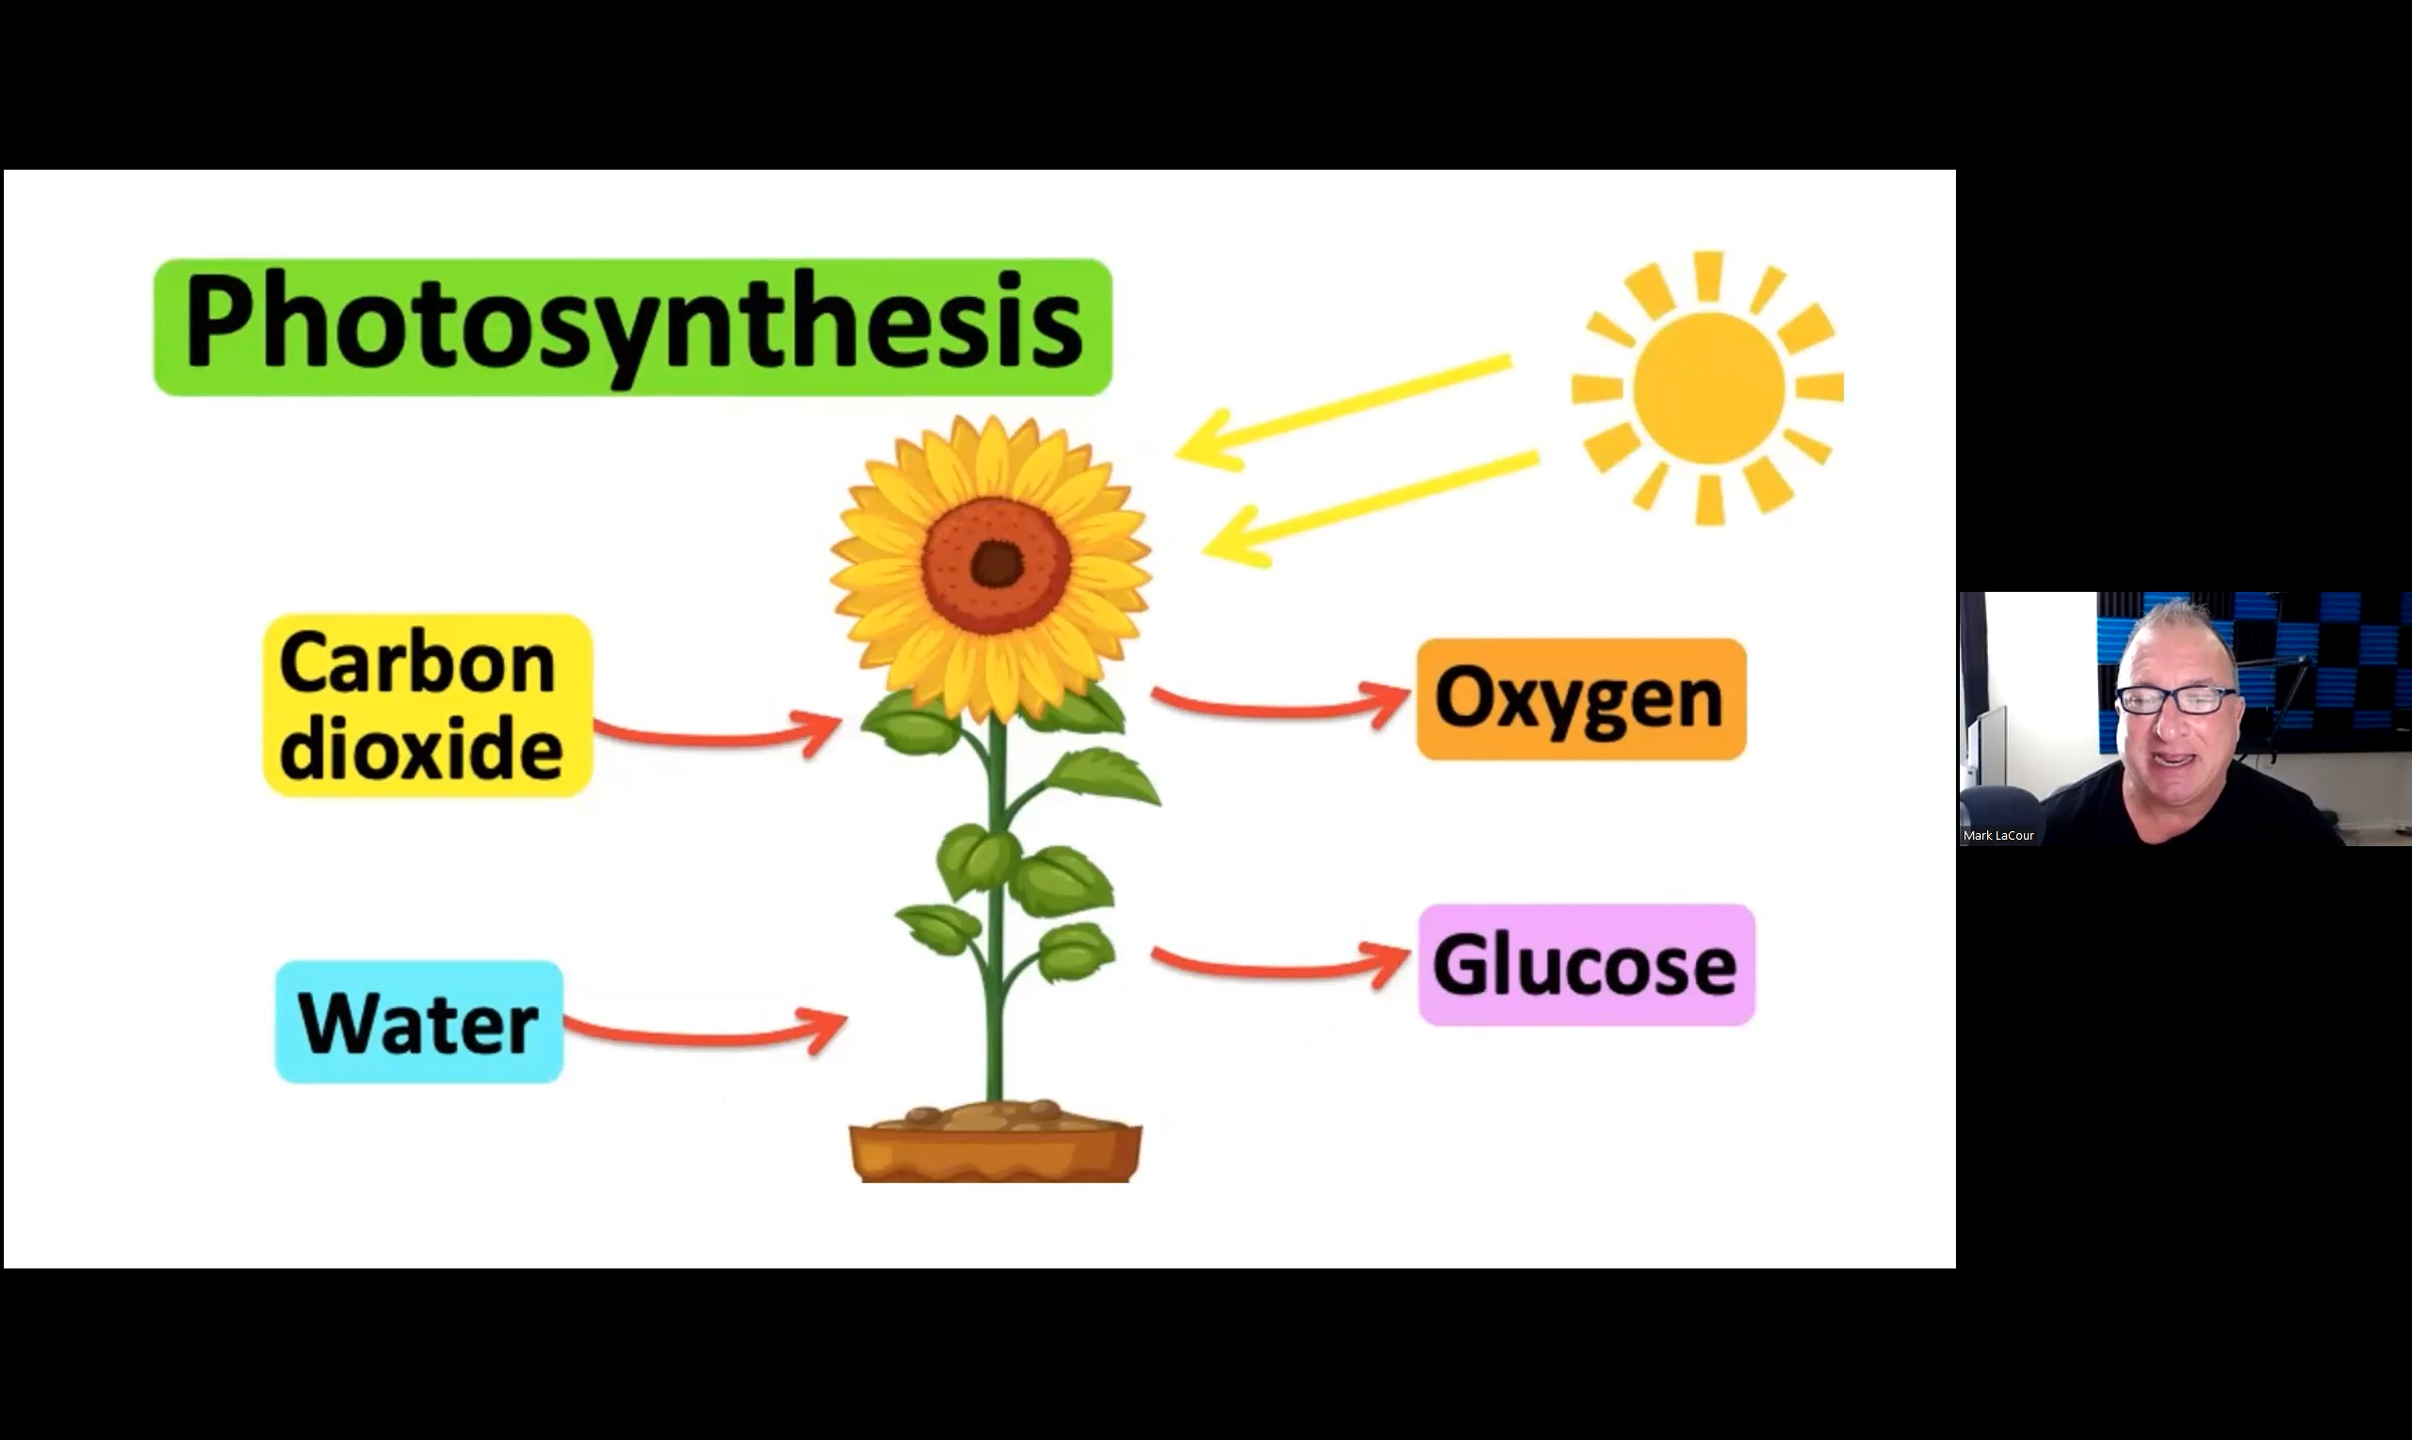 Photosynthesis
Carbon
dioxide
Oxygen
Water
Glucose
Mark LaCour